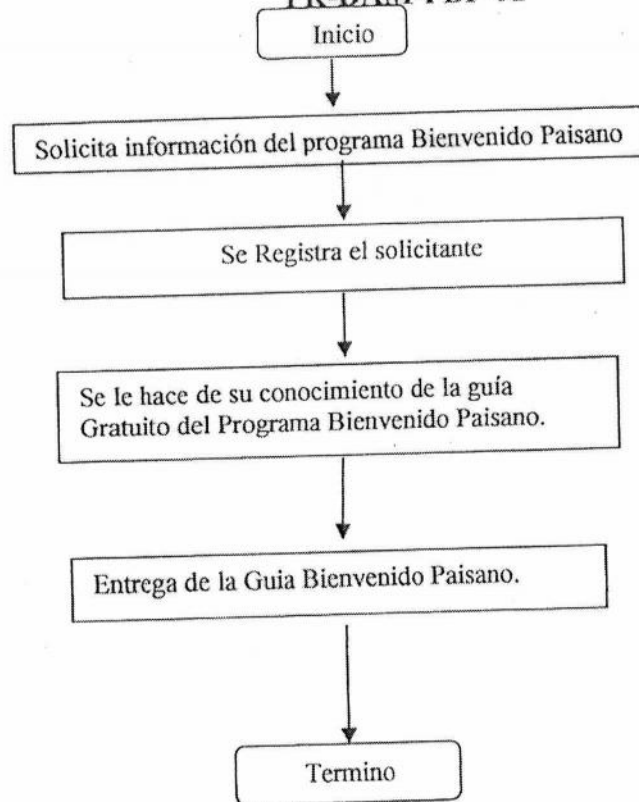 Inicio
Solicita información del programa Bienvenido Paisano
Se Registra el solicitante
Se le hace de su conocimiento de la guía
Gratuito del Programa Bienvenido Paisano.
Entrega de la Guia Bienvenido Paisano.
Termino